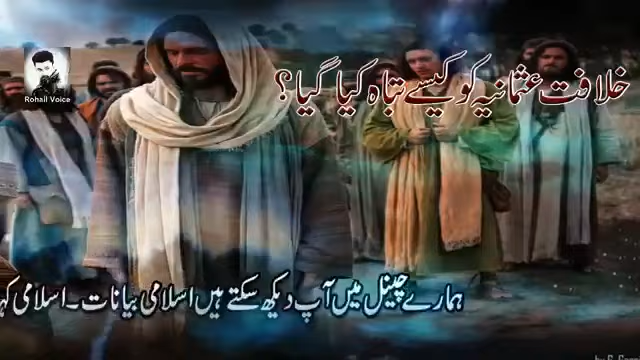 Rohail Voice
خلافت عثمانیہ کو کیسے تباہ کیا گیا؟
ہمارے چینل میں آپ دیکھ سکتے ہیں اسلامی بیانات۔ اسلامی